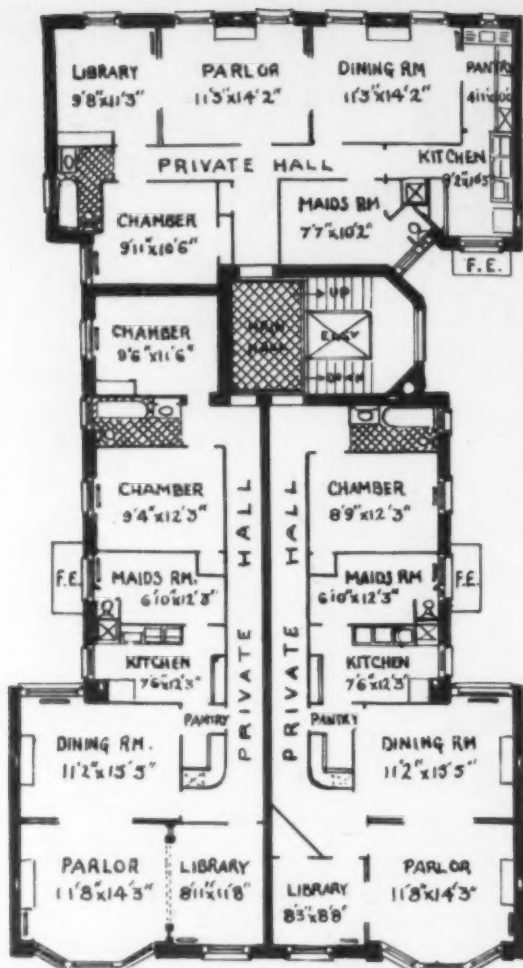 LIBRARY
9'8"x11'3"
PARLOR
11'3"x14'2"
DINING RM
11'3"x14'2"
PANTRY
PRIVATE HALL
KITCHEN
CHAMBER
9'11"x10'6"
MAIDS RM
7'7"x10'2"
F.E.
CHAMBER
9'6"x11'6"
MAIN
HALL
UP
CHAMBER
9'4"x12'3"
PRIVATE HALL
PRIVATE HALL
CHAMBER
8'9"x12'3"
F.E.
MAIDS RM.
6'10"x12'3"
MAIDS RM
6'10"x12'3"
F.E.
KITCHEN
7'6"x12'3"
KITCHEN
7'6"x12'3"
PANTRY
PANTRY
DINING RM.
11'2"x15'5"
DINING RM
11'2"x15'5"
PARLOR
11'8"x14'3"
LIBRARY
8'11"x11'8"
LIBRARY
8'3"x8'8"
PARLOR
11'8"x14'3"